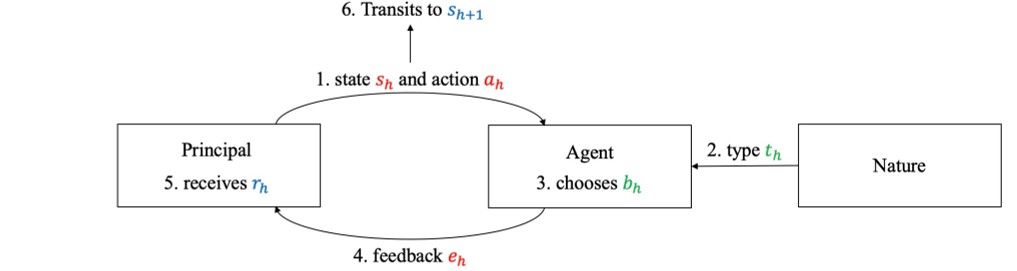 6. Transits to s_{h+1}
1. state s_h and action a_h
Principal
5. receives r_h
Agent
3. chooses b_h
2. type t_h
Nature
4. feedback e_h